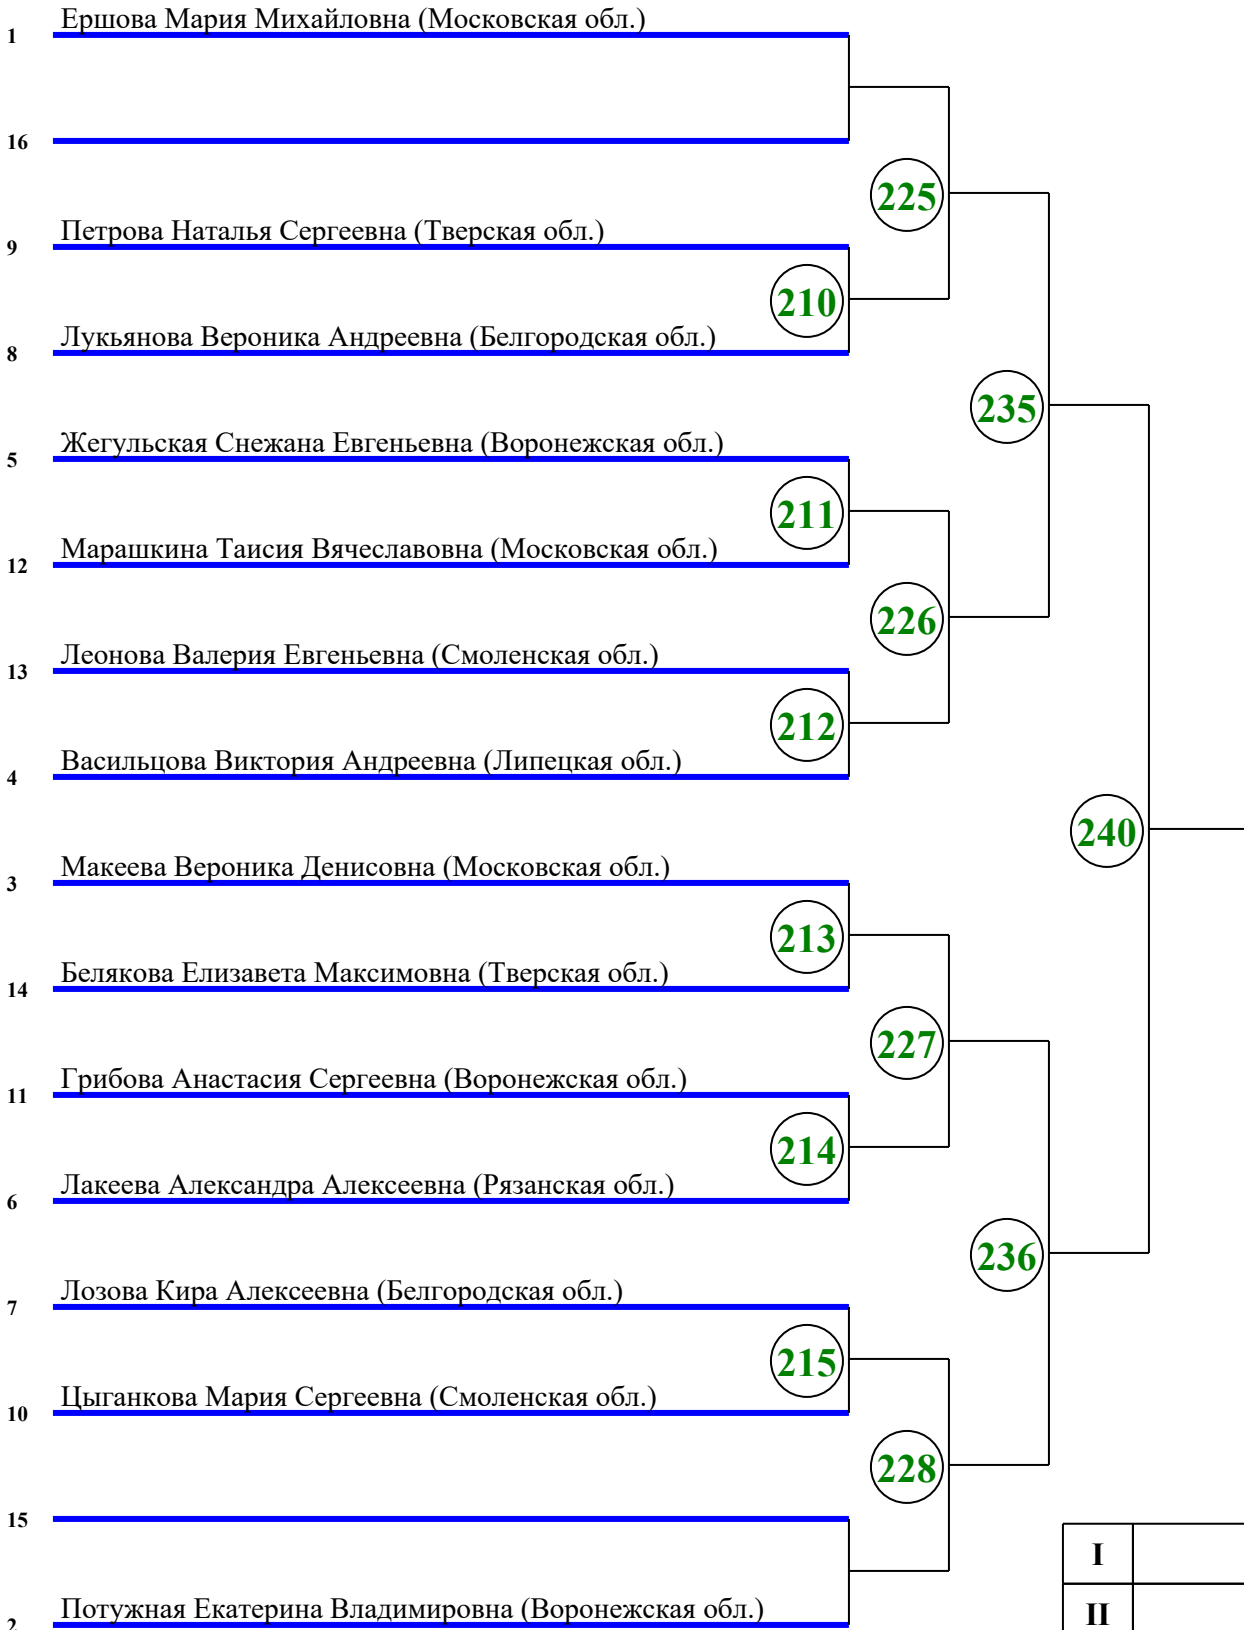 Ершова Мария Михайловна (Московская обл.)
1
16
225
Петрова Наталья Сергеевна (Тверская обл.)
9
210
Лукьянова Вероника Андреевна (Белгородская обл.)
8
235
Жегульская Снежана Евгеньевна (Воронежская обл.)
5
211
Марашкина Таисия Вячеславовна (Московская обл.)
12
226
Леонова Валерия Евгеньевна (Смоленская обл.)
13
212
Васильцова Виктория Андреевна (Липецкая обл.)
4
240
Макеева Вероника Денисовна (Московская обл.)
3
213
Белякова Елизавета Максимовна (Тверская обл.)
14
227
Грибова Анастасия Сергеевна (Воронежская обл.)
11
214
Лакеева Александра Алексеевна (Рязанская обл.)
6
236
Лозова Кира Алексеевна (Белгородская обл.)
7
215
Цыганкова Мария Сергеевна (Смоленская обл.)
10
228
15
I
Потужная Екатерина Владимировна (Воронежская обл.)
2
II